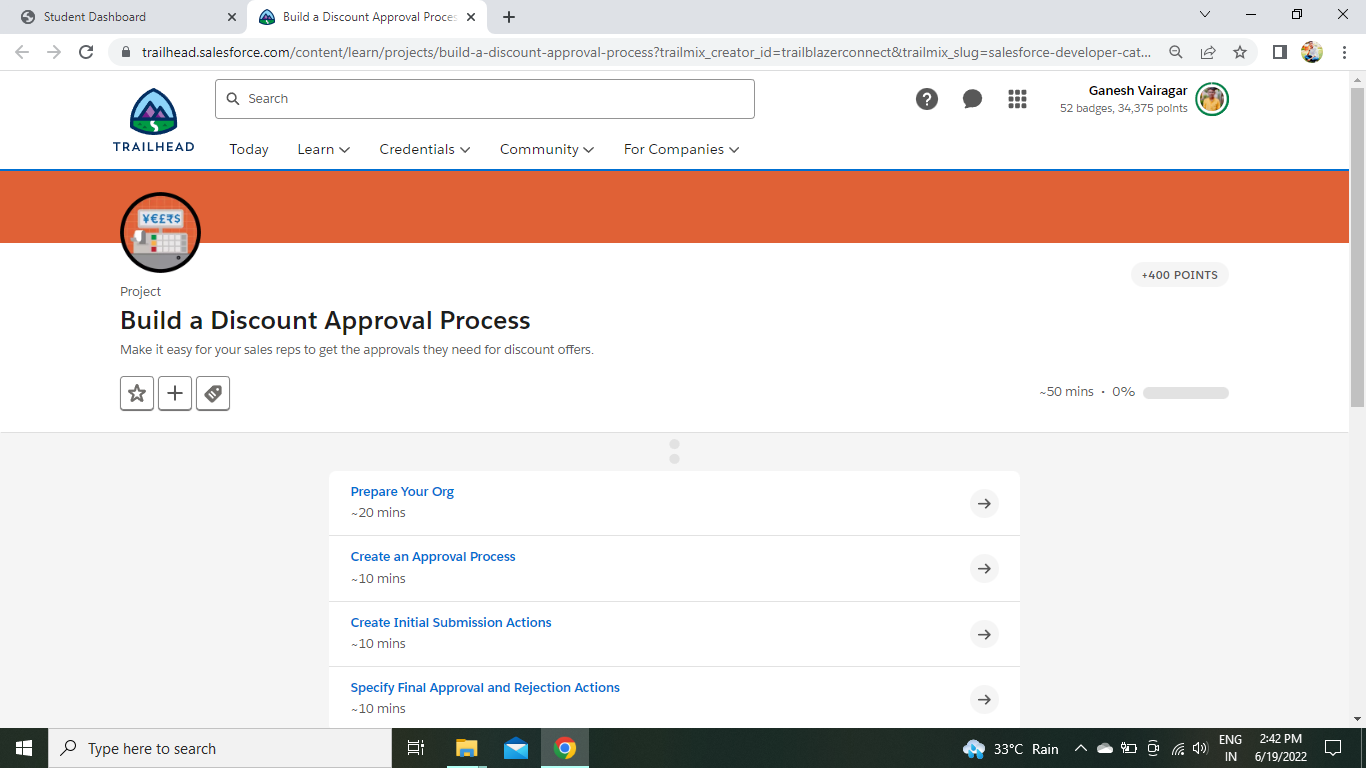 Student Dashboard
Build a Discount Approval Proces
trailhead.salesforce.com/content/learn/projects/build-a-discount-approval-process?trailmix_creator_id=trailblazerconnect&trailmix_slug=salesforce-developer-cat...
Search
Ganesh Vairagar
52 badges, 34,375 points
TRAILHEAD
Today Learn Credentials Community For Companies
¥€£₹$
+400 POINTS
Project
Build a Discount Approval Process
Make it easy for your sales reps to get the approvals they need for discount offers.
~50 mins · 0%
Prepare Your Org
~20 mins
Create an Approval Process
~10 mins
Create Initial Submission Actions
~10 mins
Specify Final Approval and Rejection Actions
~10 mins
Type here to search
33°C Rain
ENG
IN
2:42 PM
6/19/2022